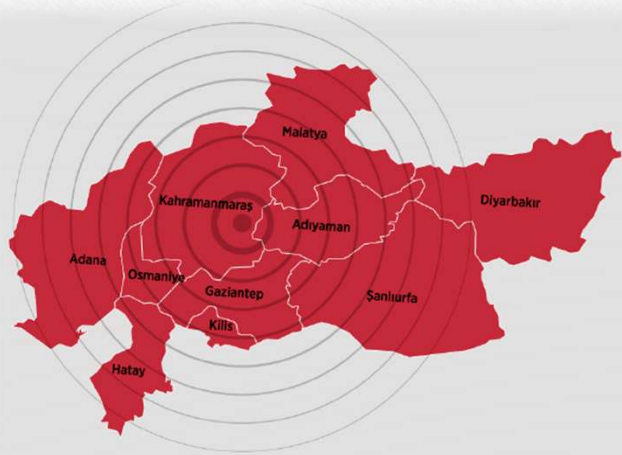 Malatya
Kahramanmaraş
Diyarbakır
Adıyaman
Adana
Osmaniye
Gaziantep
Şanlıurfa
Kilis
Hatay